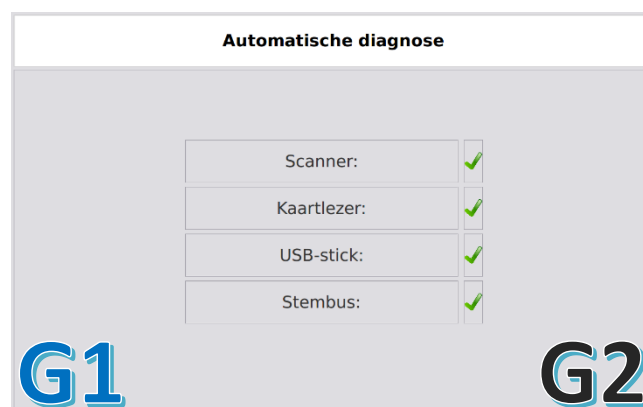 Automatische diagnose
Scanner:
Kaartlezer:
USB-stick:
Stembus:
G1 G2